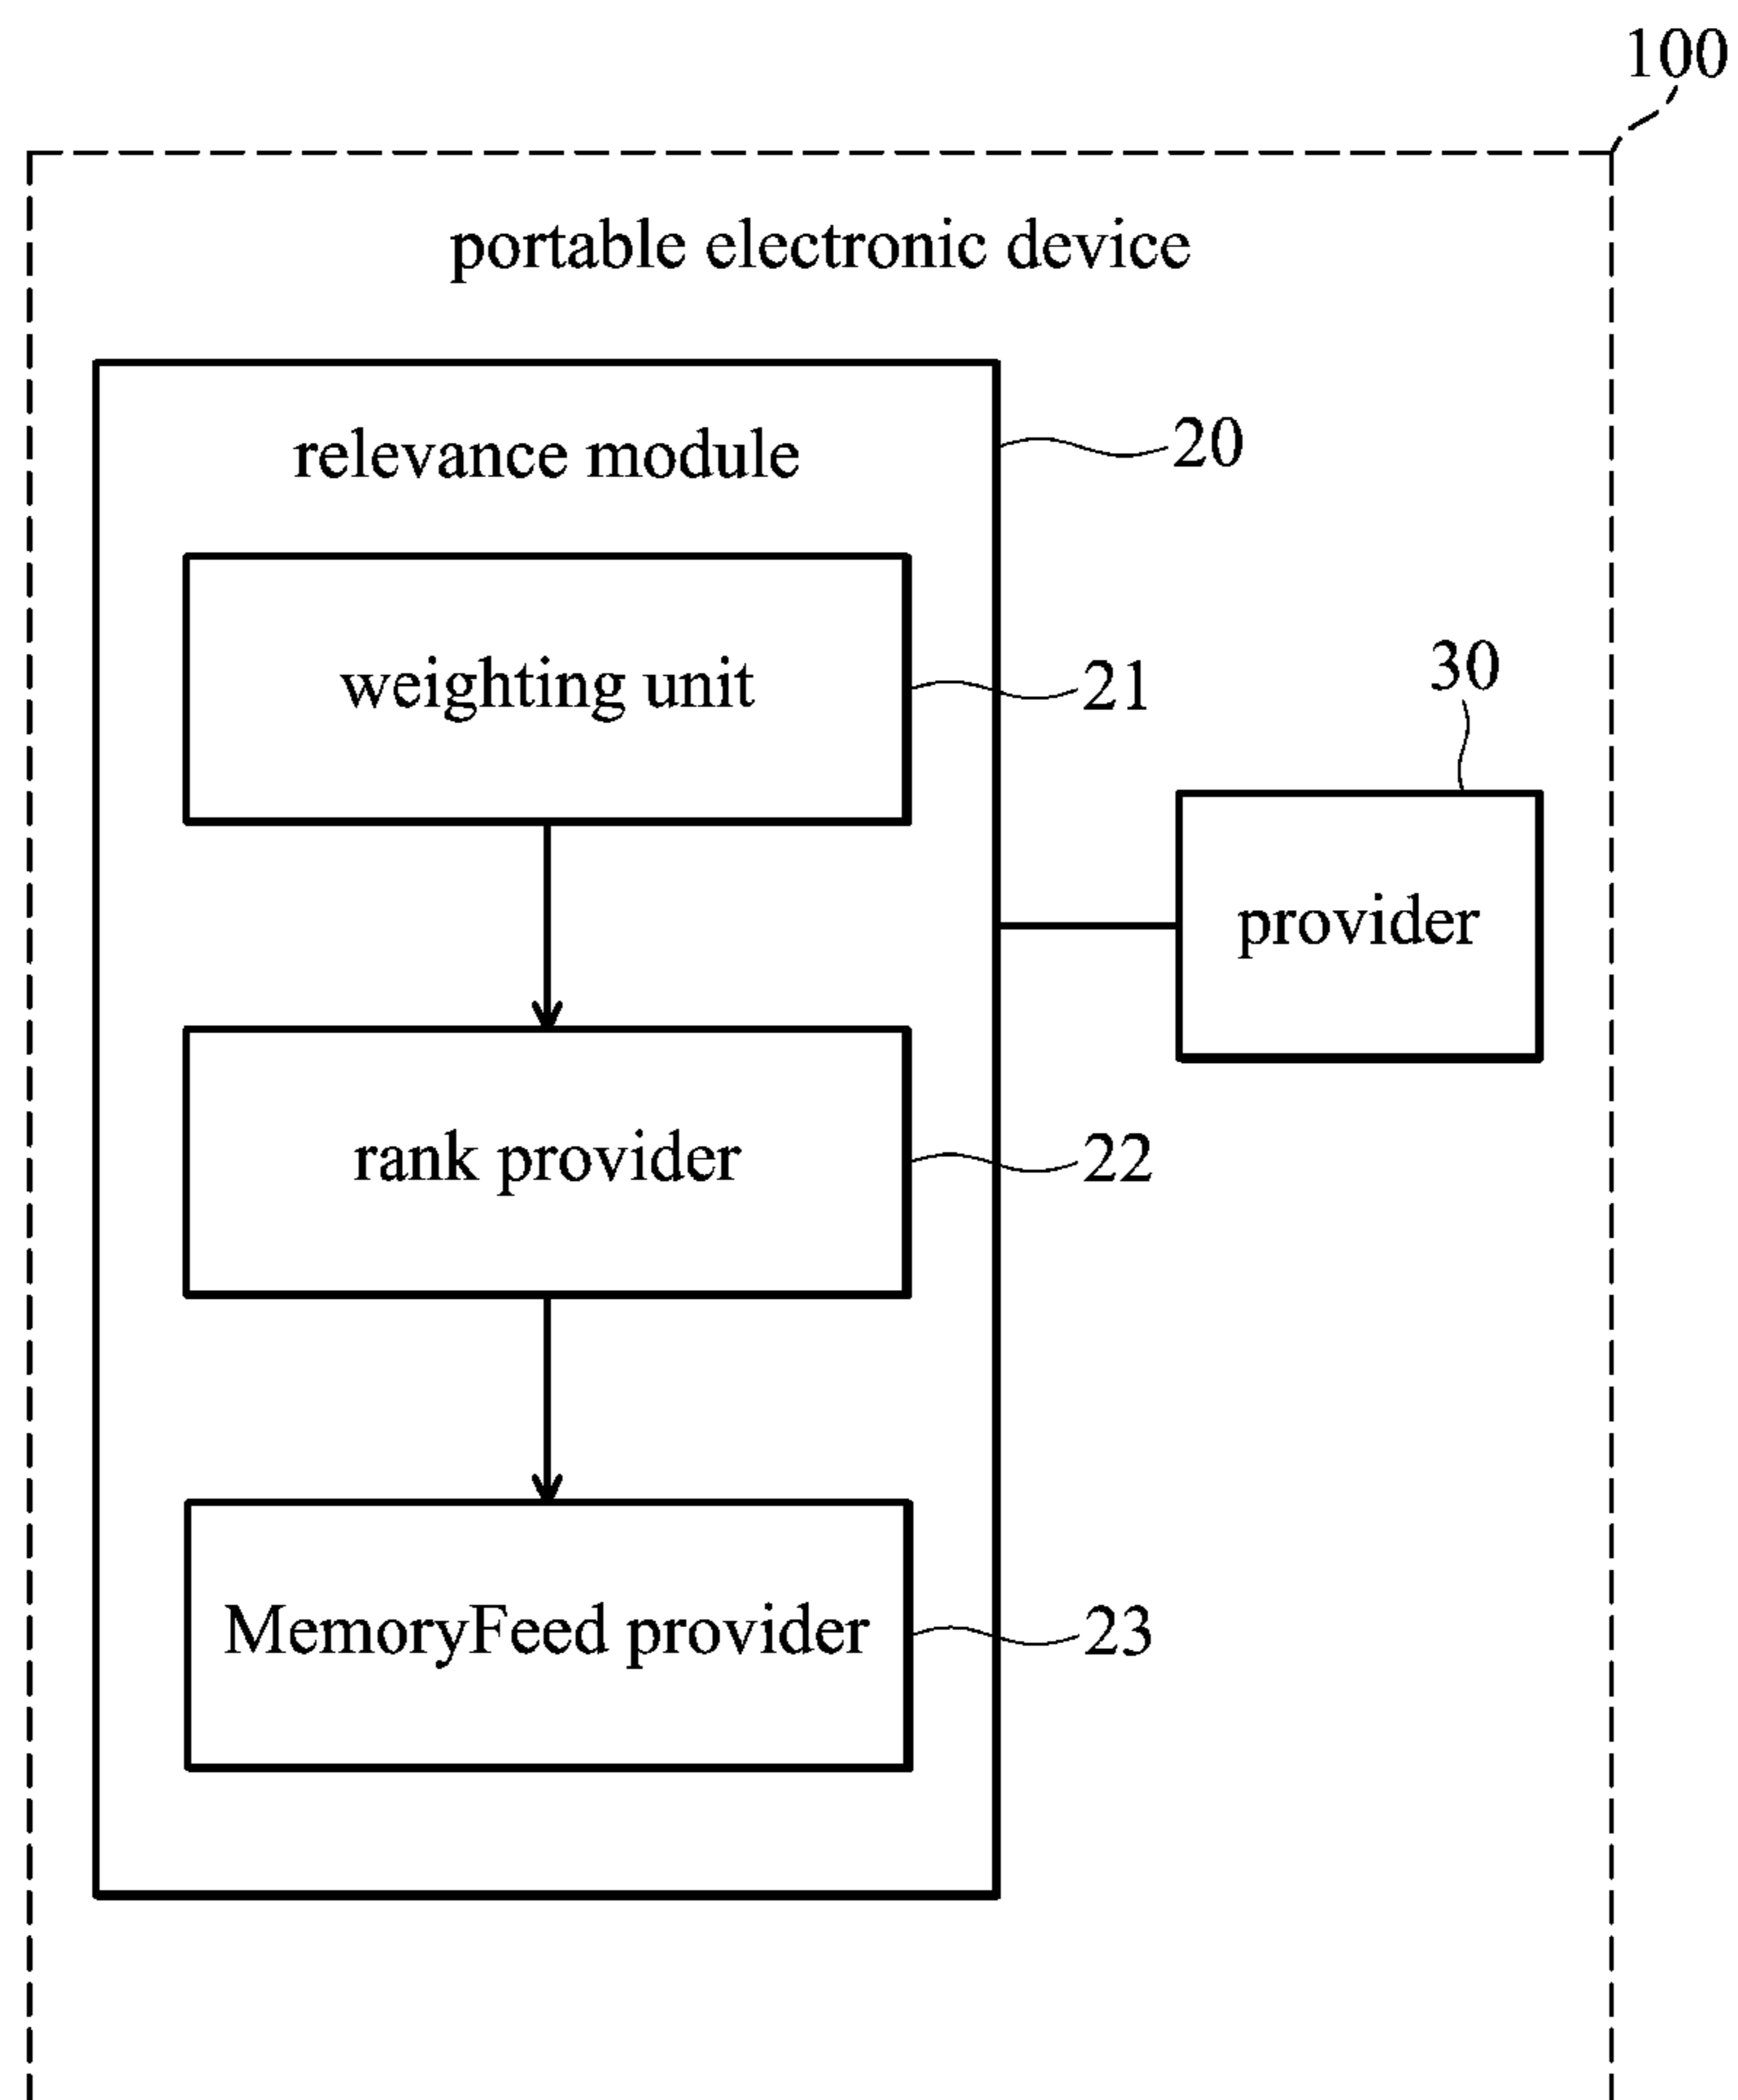 100
portable electronic device
relevance module
20
weighting unit
21
30
provider
rank provider
22
MemoryFeed provider
23